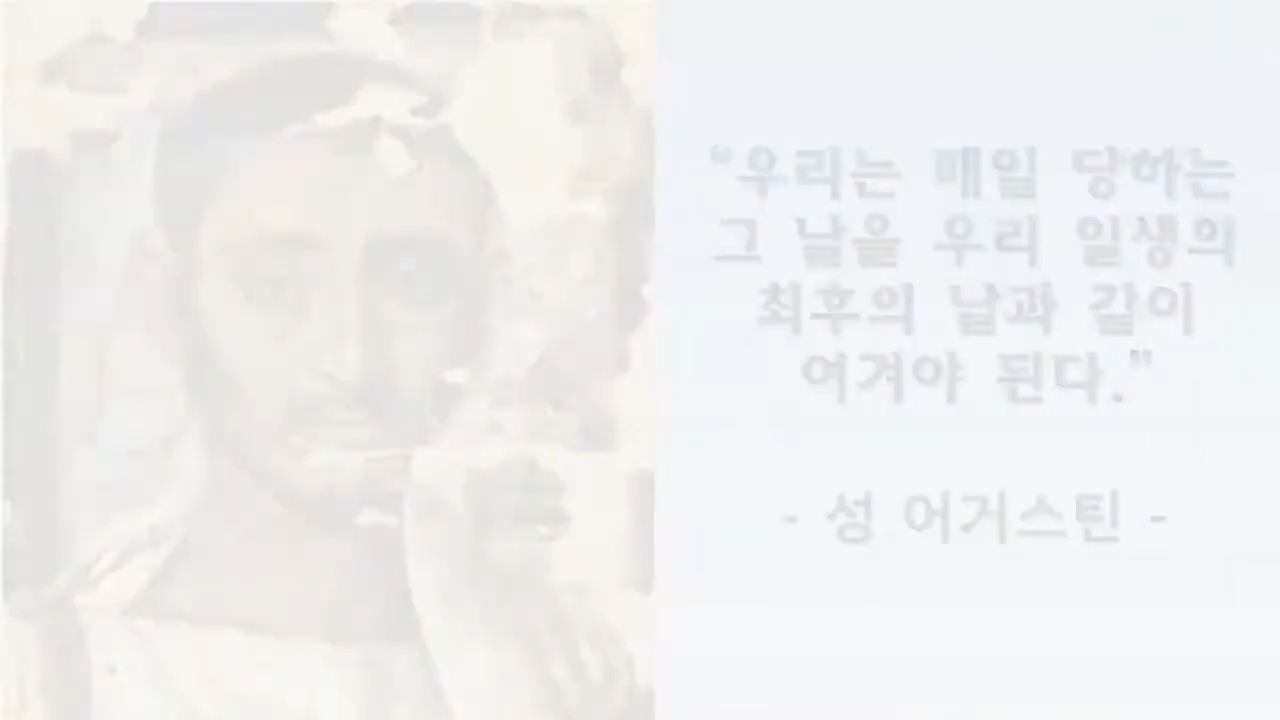 “우리는 매일 당하는
그 날을 우리 일생의
최후의 날과 같이
여겨야 된다."
- 성 어거스틴 -